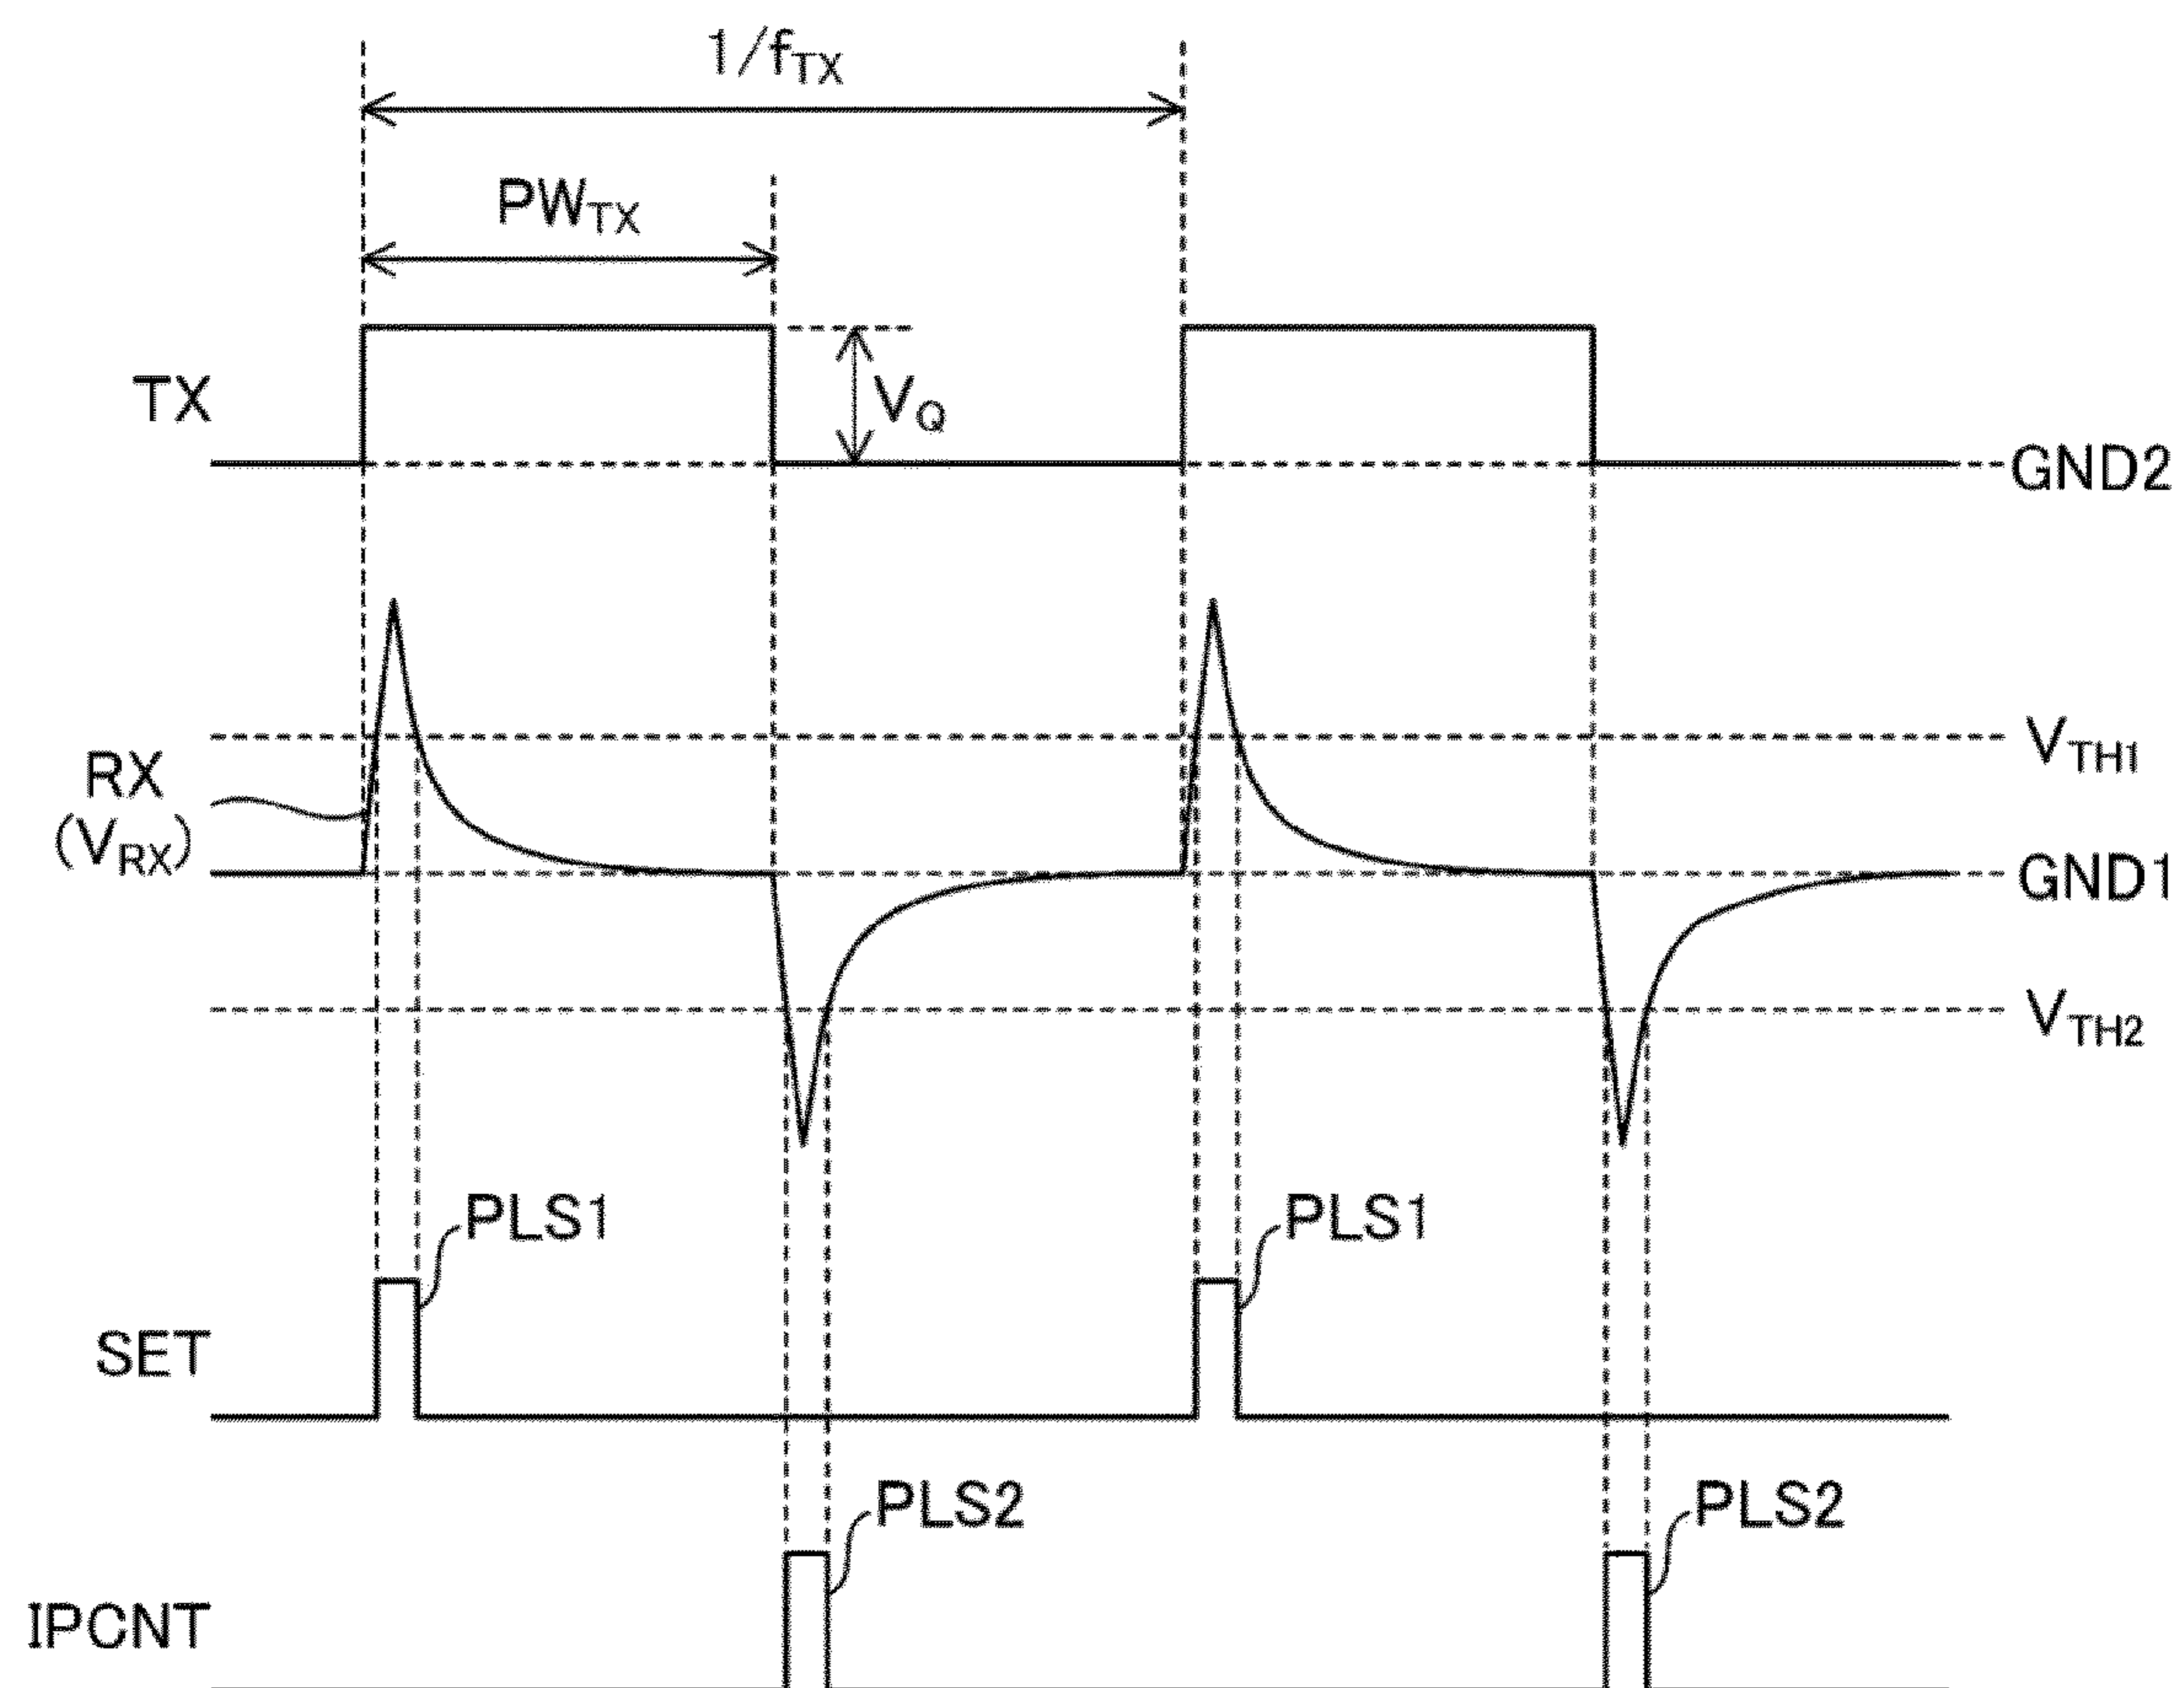 1/fTX
PWTX
TX
VQ
GND2
VTH1
RX
(VRX)
GND1
VTH2
PLS1
PLS1
SET
PLS2
PLS2
IPCNT